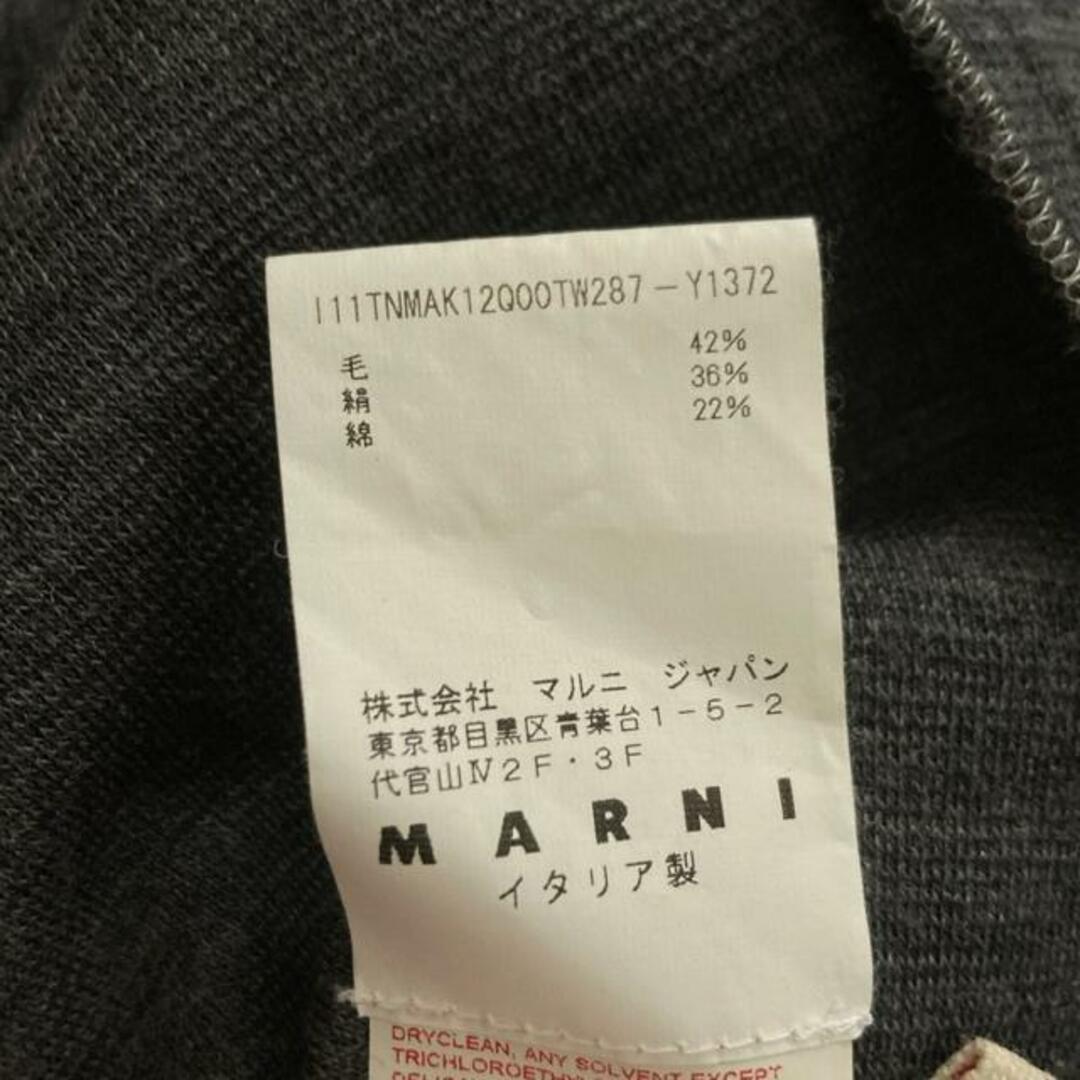 I11TNMAK12Q00TW287-Y1372
毛 42%
絹 36%
綿 22%
株式会社 マルニ ジャパン
東京都目黒区青葉台1-5-2
代官山Ⅳ2F・3F
MARNI
イタリア製
DRYCLEAN, ANY SOLVENT EXCEPT